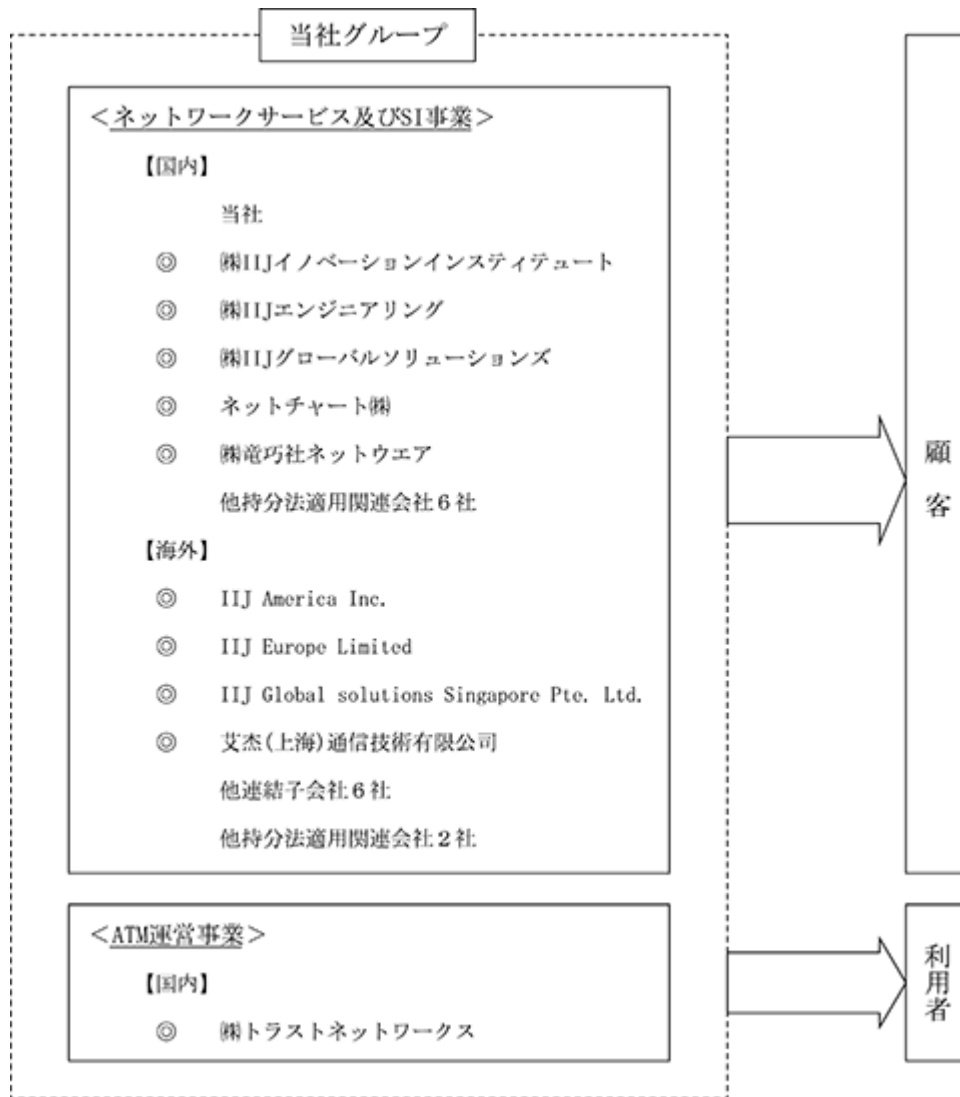 当社グループ
＜ネットワークサービス及びSI事業＞
【国内】
当社
◎ ㈱IIJイノベーションインスティテュート
◎ ㈱IIJエンジニアリング
◎ ㈱IIJグローバルソリューションズ
◎ ネットチャート㈱
◎ ㈱竜巧社ネットウエア
他持分法適用関連会社６社
【海外】
◎ IIJ America Inc.
◎ IIJ Europe Limited
◎ IIJ Global solutions Singapore Pte. Ltd.
◎ 艾杰(上海)通信技術有限公司
他連結子会社６社
他持分法適用関連会社２社
顧客
＜ATM運営事業＞
【国内】
◎ ㈱トラストネットワークス
利用者